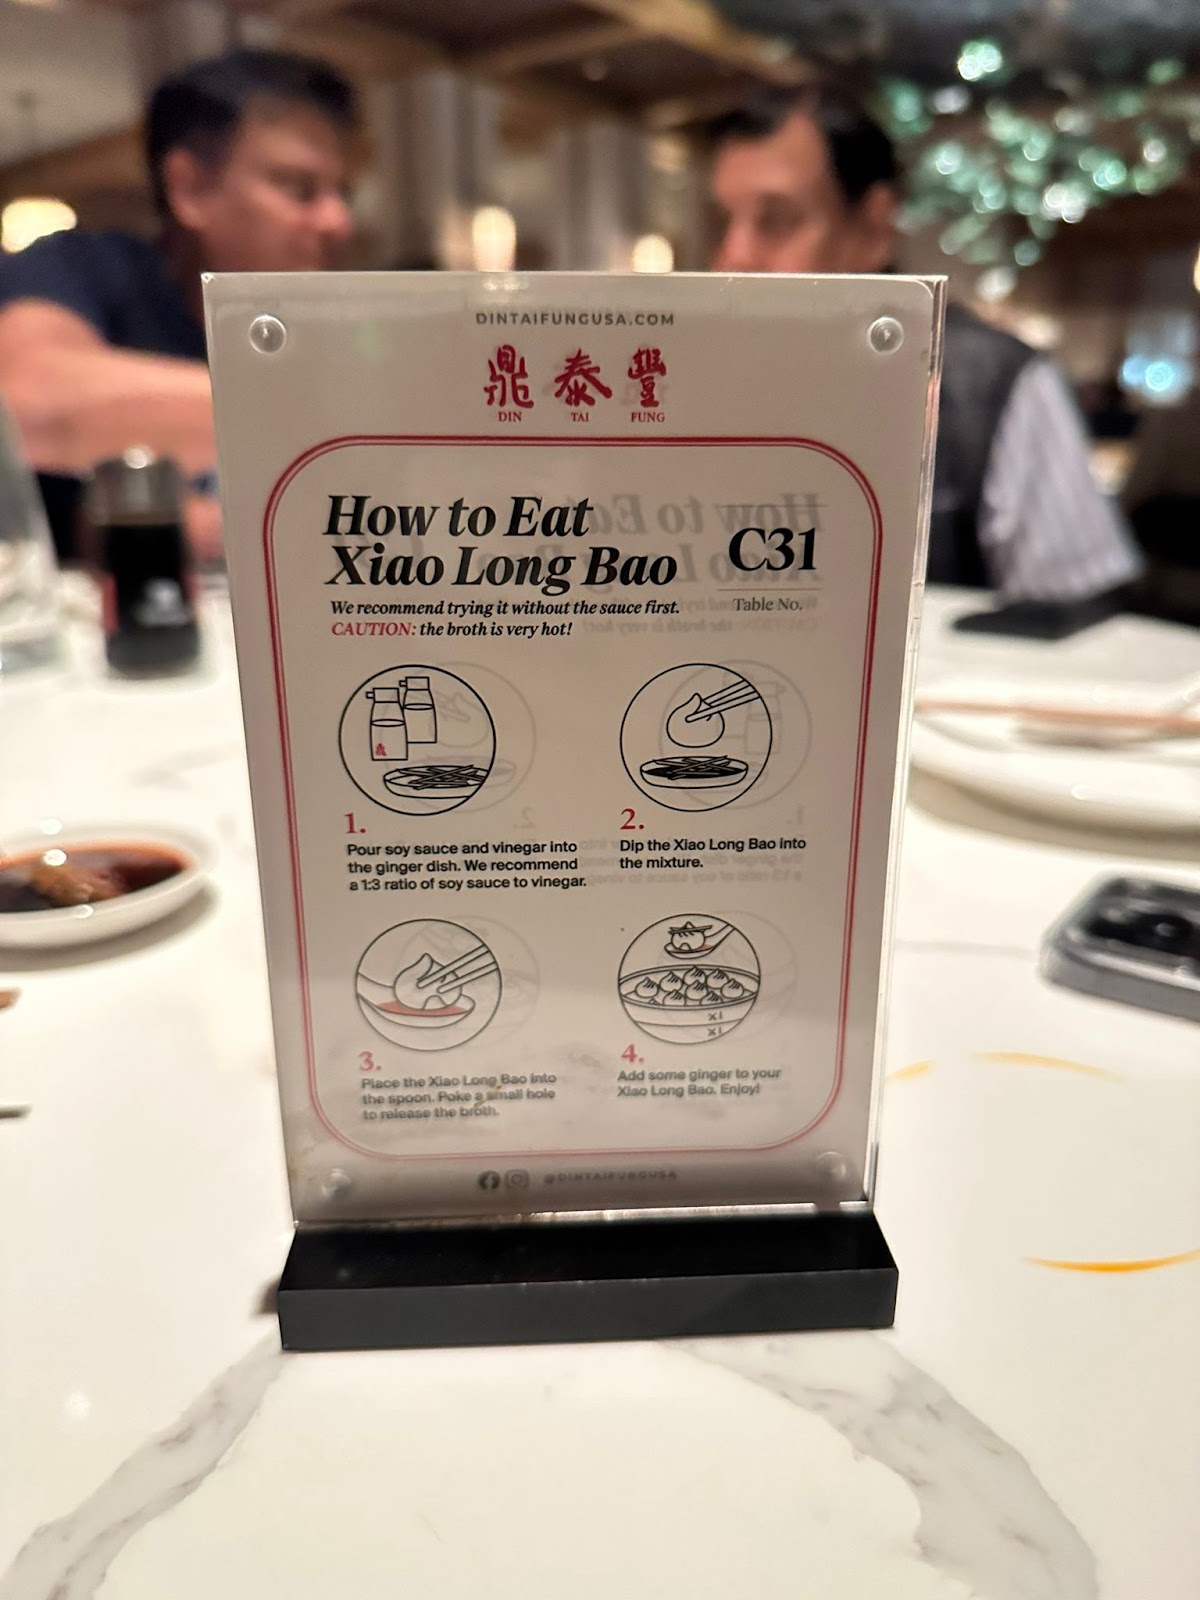 DINTAIFUNGUSA.COM
鼎 泰 豐
DIN TAI FUNG
How to Eat
Xiao Long Bao
C31
Table No.
We recommend trying it without the sauce first.
CAUTION: the broth is very hot!
1.
Pour soy sauce and vinegar into
the ginger dish. We recommend
a 1:3 ratio of soy sauce to vinegar.
2.
Dip the Xiao Long Bao into
the mixture.
3.
Place the Xiao Long Bao into
the spoon. Poke a small hole
to release the broth.
4.
Add some ginger to your
Xiao Long Bao. Enjoy!
@DINTAIFUNGUSA